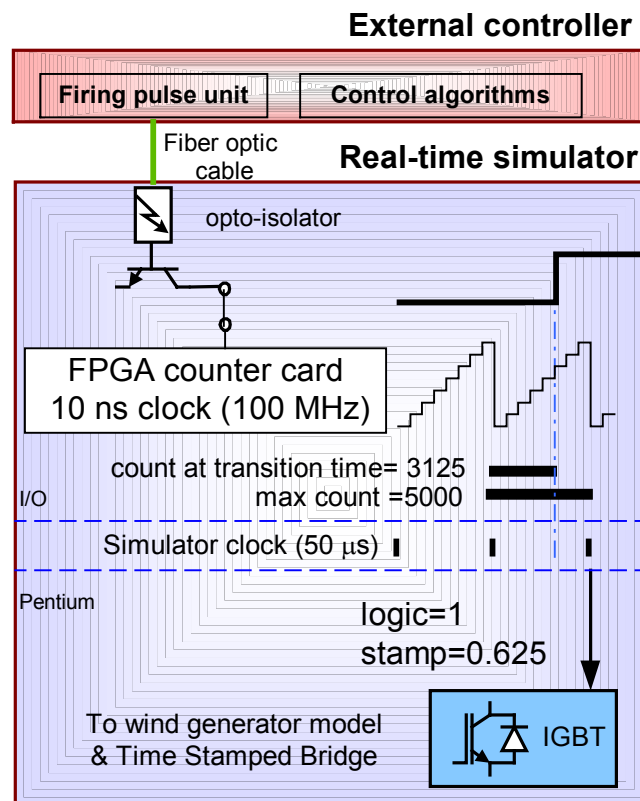 External controller
Firing pulse unit
Control algorithms
Fiber optic
cable
Real-time simulator
opto-isolator
FPGA counter card
10 ns clock (100 MHz)
count at transition time= 3125
max count =5000
I/O
Simulator clock (50 μs)
Pentium
logic=1
stamp=0.625
To wind generator model
& Time Stamped Bridge
IGBT